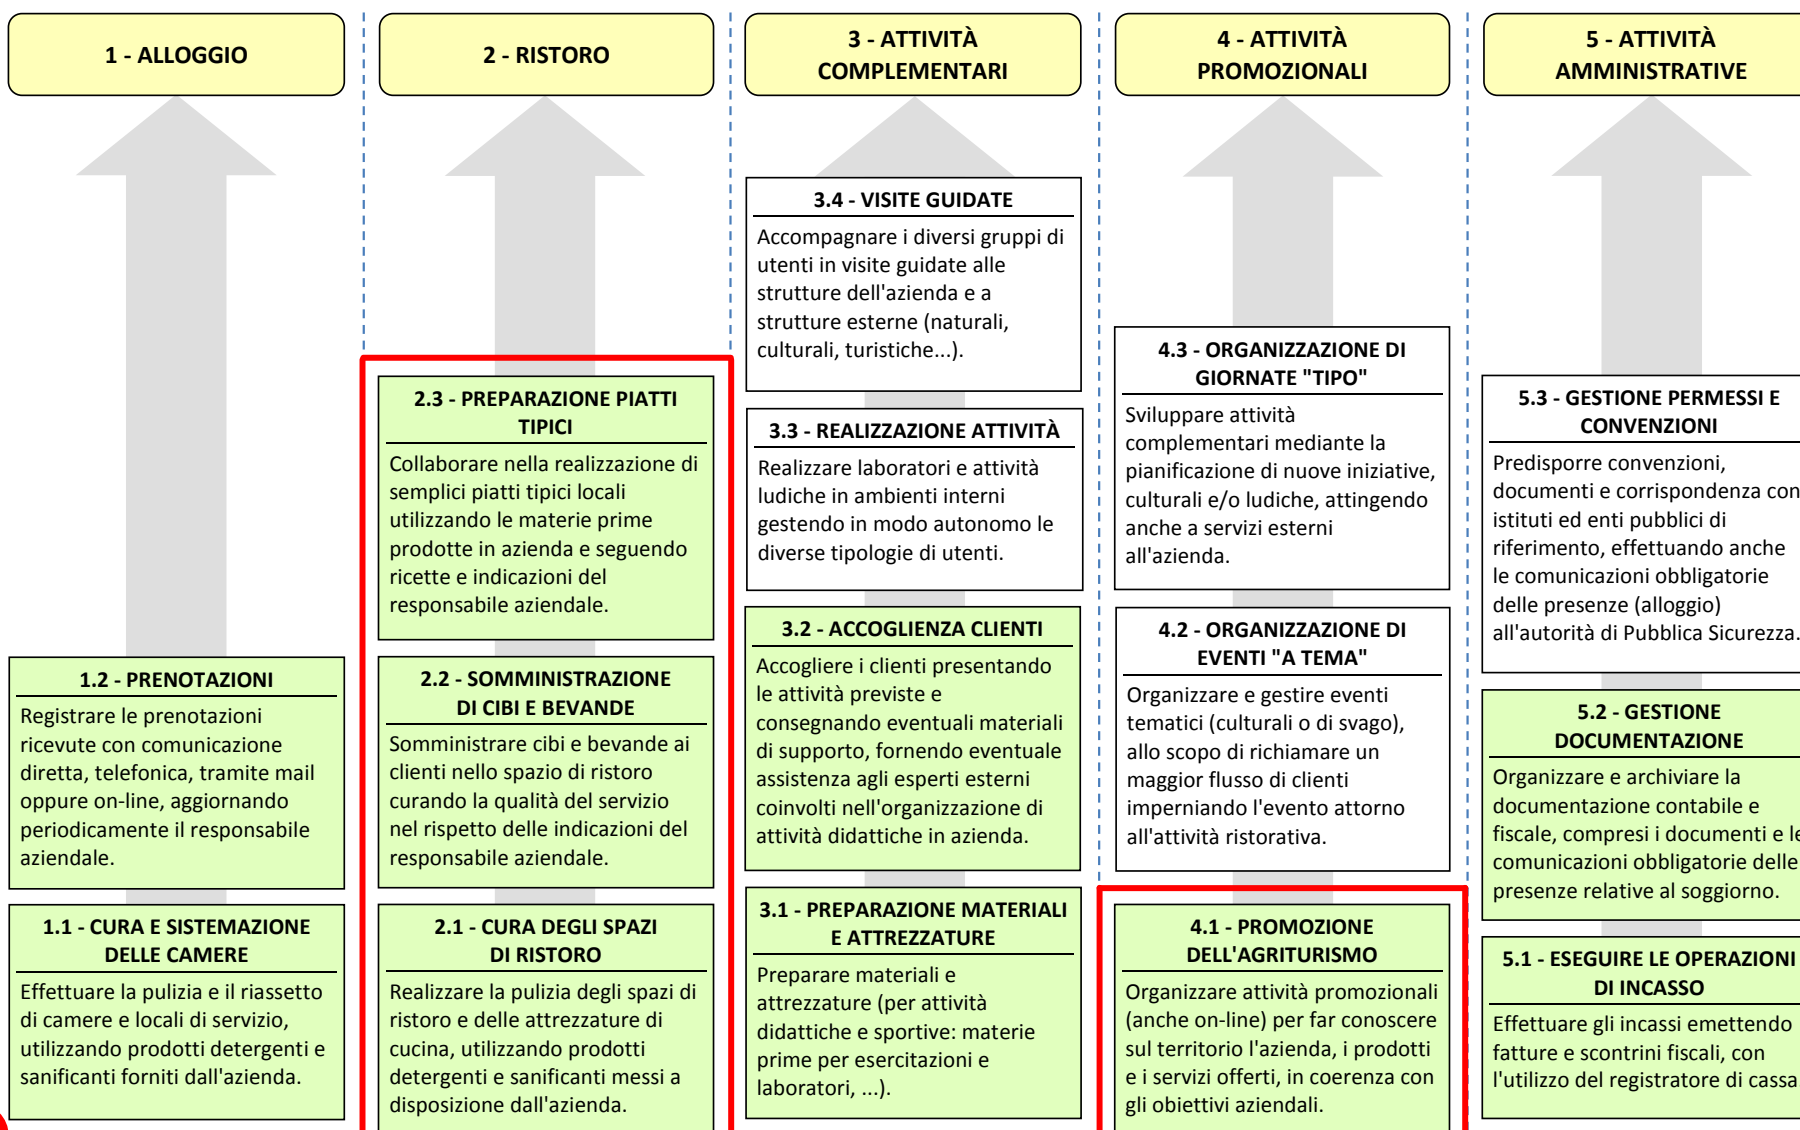 1 - ALLOGGIO
2 - RISTORO
3 - ATTIVITÀ
COMPLEMENTARI
4 - ATTIVITÀ
PROMOZIONALI
5 - ATTIVITÀ
AMMINISTRATIVE
1.2 - PRENOTAZIONI
Registrare le prenotazioni
ricevute con comunicazione
diretta, telefonica, tramite mail
oppure on-line, aggiornando
periodicamente il responsabile
aziendale.
1.1 - CURA E SISTEMAZIONE
DELLE CAMERE
Effettuare la pulizia e il riassetto
di camere e locali di servizio,
utilizzando prodotti detergenti e
sanificanti forniti dall'azienda.
2.3 - PREPARAZIONE PIATTI
TIPICI
Collaborare nella realizzazione di
semplici piatti tipici locali
utilizzando le materie prime
prodotte in azienda e seguendo
ricette e indicazioni del
responsabile aziendale.
2.2 - SOMMINISTRAZIONE
DI CIBI E BEVANDE
Somministrare cibi e bevande ai
clienti nello spazio di ristoro
curando la qualità del servizio
nel rispetto delle indicazioni del
responsabile aziendale.
2.1 - CURA DEGLI SPAZI
DI RISTORO
Realizzare la pulizia degli spazi di
ristoro e delle attrezzature di
cucina, utilizzando prodotti
detergenti e sanificanti messi a
disposizione dall'azienda.
3.4 - VISITE GUIDATE
Accompagnare i diversi gruppi di
utenti in visite guidate alle
strutture dell'azienda e a
strutture esterne (naturali,
culturali, turistiche...).
3.3 - REALIZZAZIONE ATTIVITÀ
Realizzare laboratori e attività
ludiche in ambienti interni
gestendo in modo autonomo le
diverse tipologie di utenti.
3.2 - ACCOGLIENZA CLIENTI
Accogliere i clienti presentando
le attività previste e
consegnando eventuali materiali
di supporto, fornendo eventuale
assistenza agli esperti esterni
coinvolti nell'organizzazione di
attività didattiche in azienda.
3.1 - PREPARAZIONE MATERIALI
E ATTREZZATURE
Preparare materiali e
attrezzature (per attività
didattiche e sportive: materie
prime per esercitazioni e
laboratori, ...).
4.3 - ORGANIZZAZIONE DI
GIORNATE "TIPO"
Sviluppare attività
complementari mediante la
pianificazione di nuove iniziative,
culturali e/o ludiche, attingendo
anche a servizi esterni
all'azienda.
4.2 - ORGANIZZAZIONE DI
EVENTI "A TEMA"
Organizzare e gestire eventi
tematici (culturali o di svago),
allo scopo di richiamare un
maggior flusso di clienti
imperniando l'evento attorno
all'attività ristorativa.
4.1 - PROMOZIONE
DELL'AGRITURISMO
Organizzare attività promozionali
(anche on-line) per far conoscere
sul territorio l'azienda, i prodotti
e i servizi offerti, in coerenza con
gli obiettivi aziendali.
5.3 - GESTIONE PERMESSI E
CONVENZIONI
Predisporre convenzioni,
documenti e corrispondenza con
istituti ed enti pubblici di
riferimento, effettuando anche
le comunicazioni obbligatorie
delle presenze (alloggio)
all'autorità di Pubblica Sicurezza.
5.2 - GESTIONE
DOCUMENTAZIONE
Organizzare e archiviare la
documentazione contabile e
fiscale, compresi i documenti e le
comunicazioni obbligatorie delle
presenze relative al soggiorno.
5.1 - ESEGUIRE LE OPERAZIONI
DI INCASSO
Effettuare gli incassi emettendo
fatture e scontrini fiscali, con
l'utilizzo del registratore di cassa